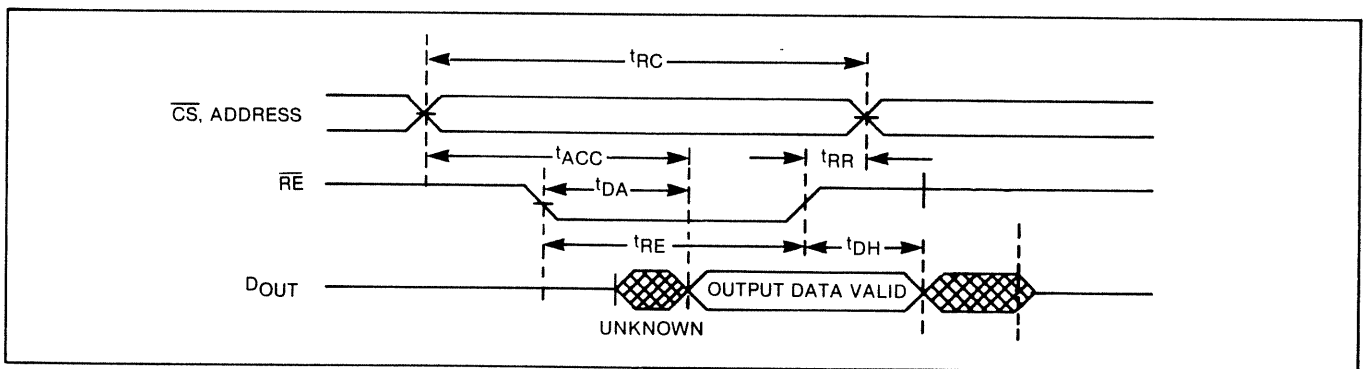 tRC
CS, ADDRESS
tACC
tRR
RE
tDA
tRE
tDH
DOUT
OUTPUT DATA VALID
UNKNOWN